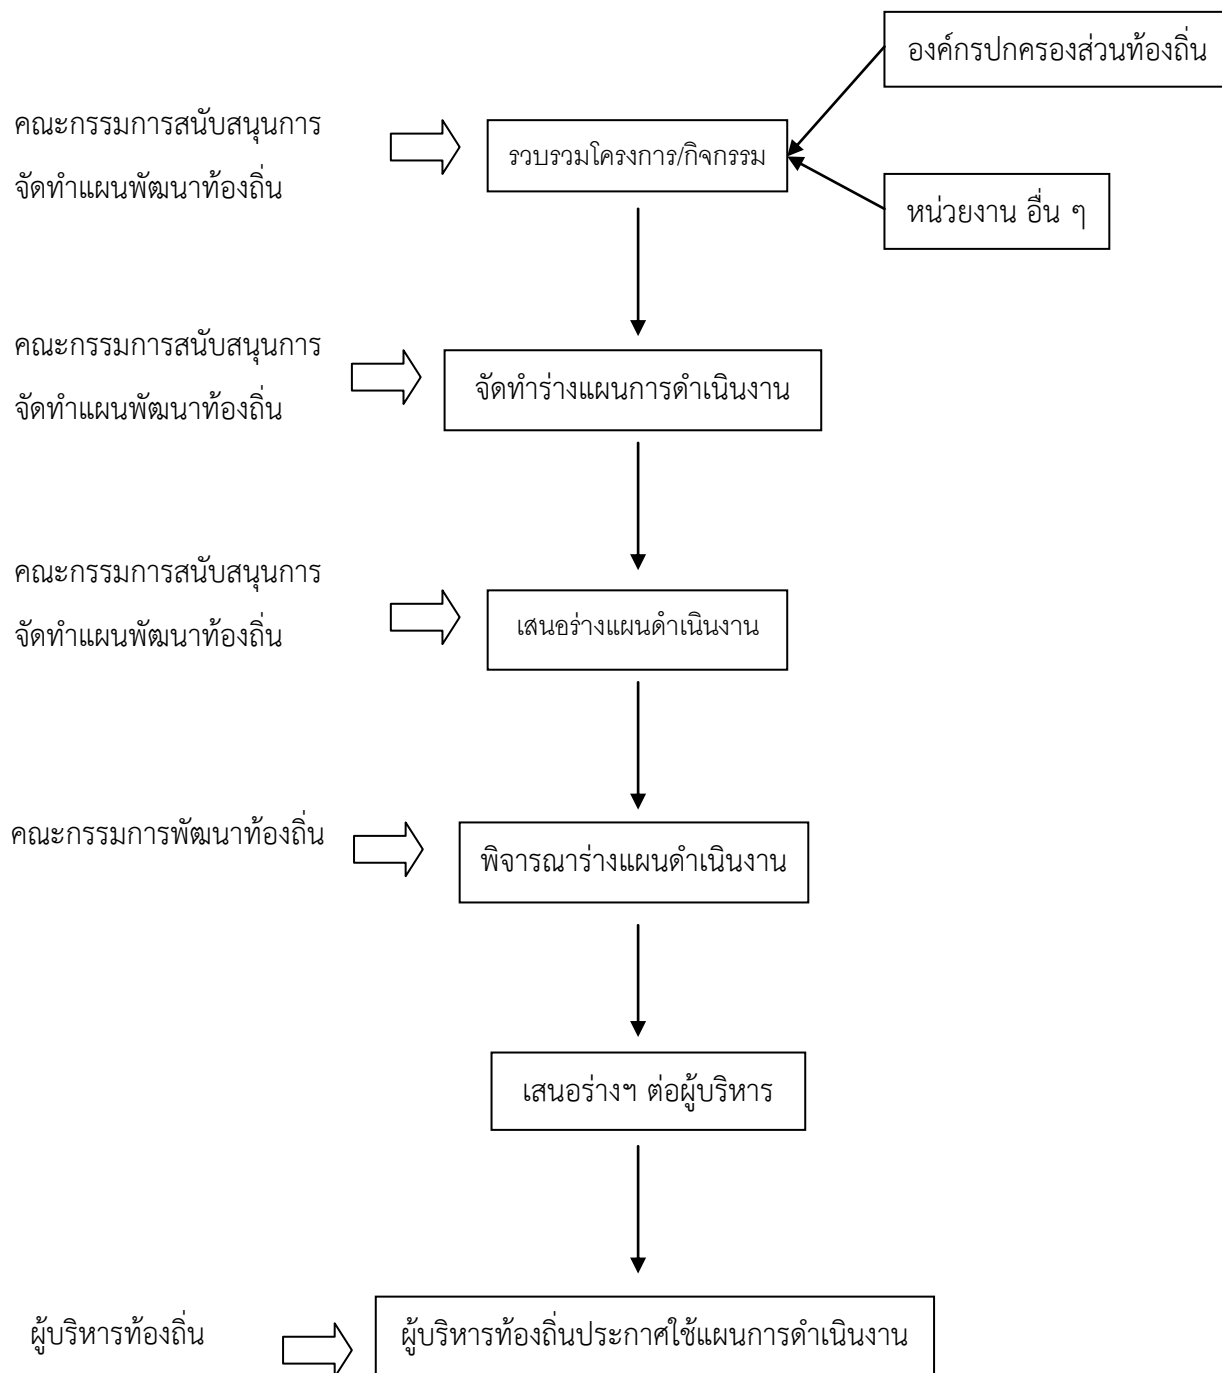 องค์กรปกครองส่วนท้องถิ่น
คณะกรรมการสนับสนุนการ
จัดทำแผนพัฒนาท้องถิ่น
รวบรวมโครงการ/กิจกรรม
หน่วยงาน อื่น ๆ
คณะกรรมการสนับสนุนการ
จัดทำแผนพัฒนาท้องถิ่น
จัดทำร่างแผนการดำเนินงาน
คณะกรรมการสนับสนุนการ
จัดทำแผนพัฒนาท้องถิ่น
เสนอร่างแผนดำเนินงาน
คณะกรรมการพัฒนาท้องถิ่น
พิจารณาร่างแผนดำเนินงาน
เสนอร่างฯ ต่อผู้บริหาร
ผู้บริหารท้องถิ่น
ผู้บริหารท้องถิ่นประกาศใช้แผนการดำเนินงาน